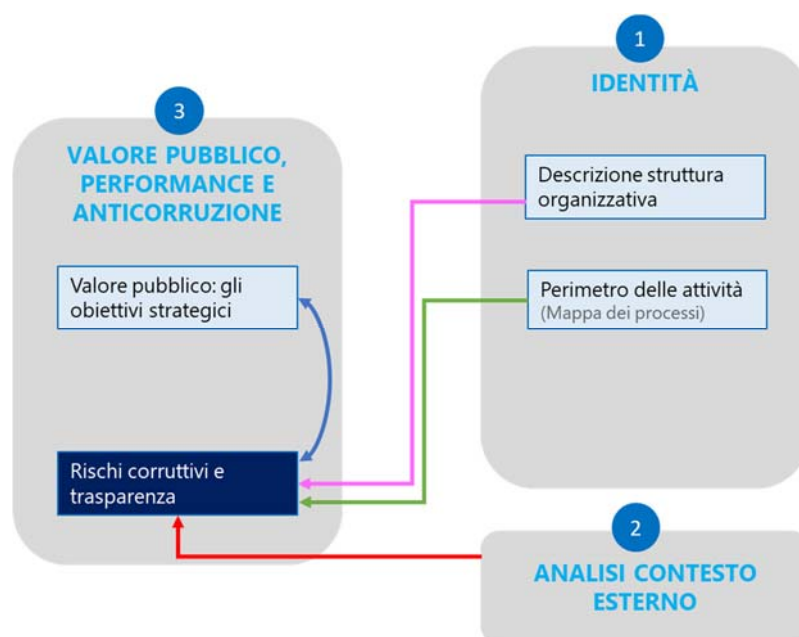 1
IDENTITÀ
Descrizione struttura
organizzativa
Perimetro delle attività
(Mappa dei processi)
3
VALORE PUBBLICO,
PERFORMANCE E
ANTICORRUZIONE
Valore pubblico: gli
obiettivi strategici
Rischi corruttivi e
trasparenza
2
ANALISI CONTESTO
ESTERNO